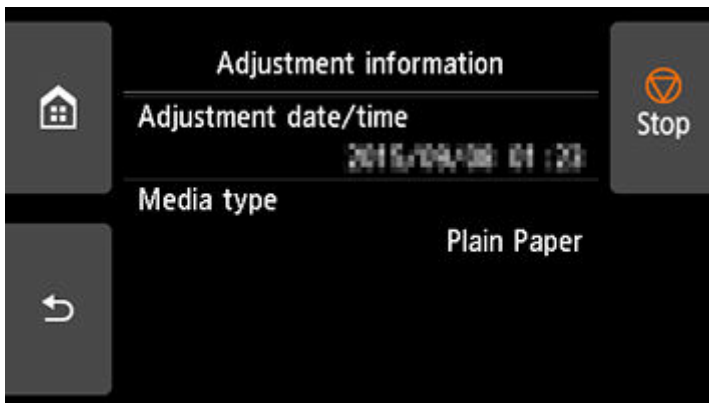 Adjustment information
Adjustment date/time
Media type
Plain Paper
Stop